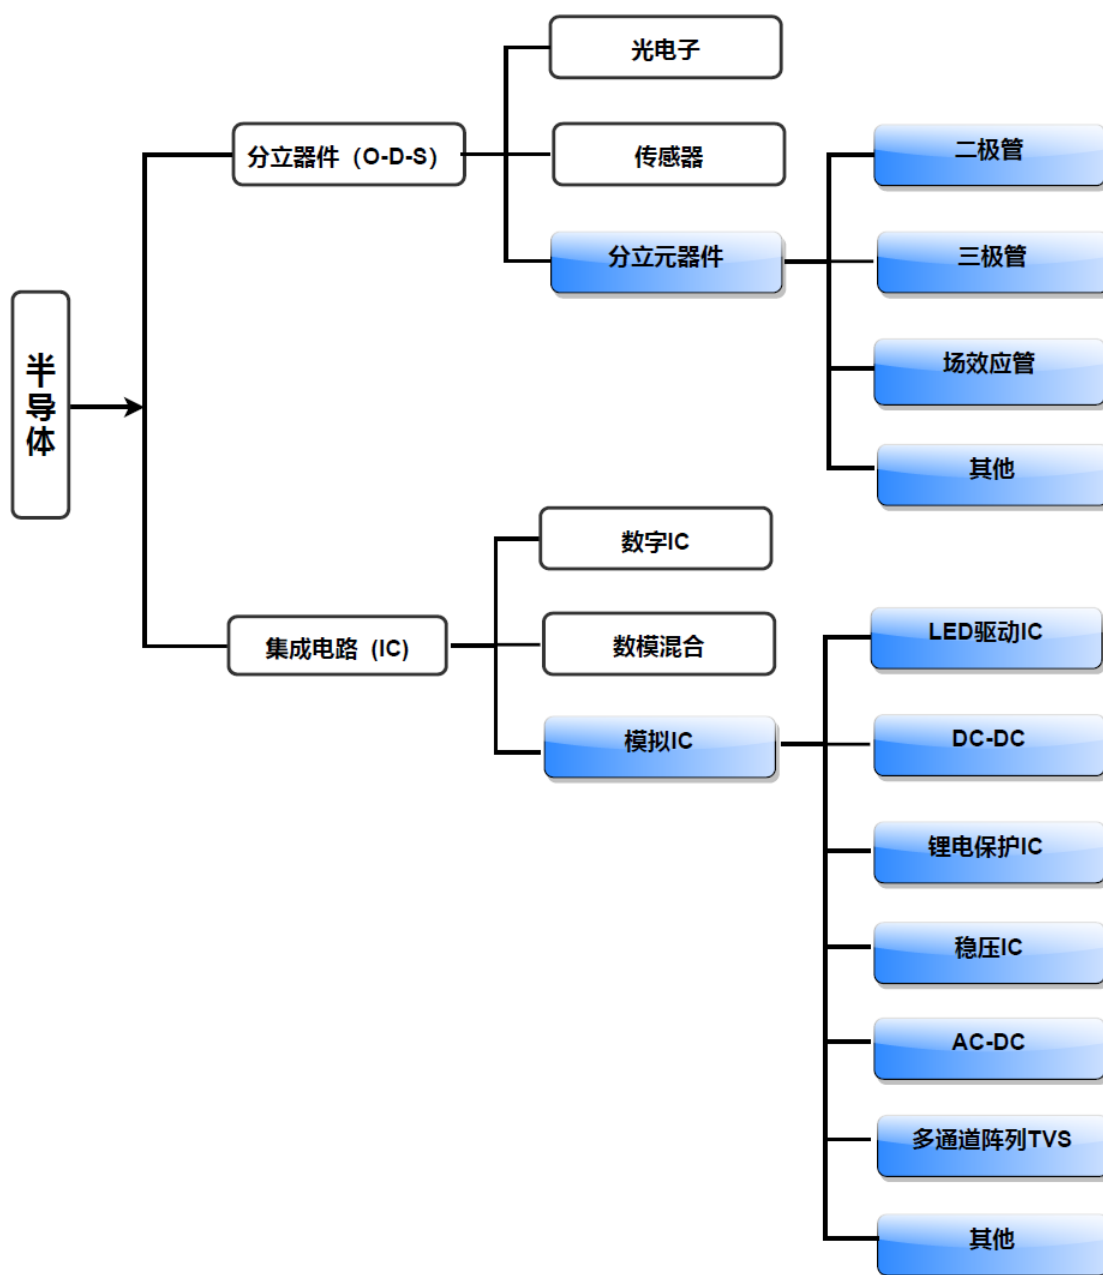 半导体
分立器件（O-D-S）
光电子
传感器
分立元器件
二极管
三极管
场效应管
其他
集成电路 (IC)
数字IC
数模混合
模拟IC
LED驱动IC
DC-DC
锂电保护IC
稳压IC
AC-DC
多通道阵列TVS
其他